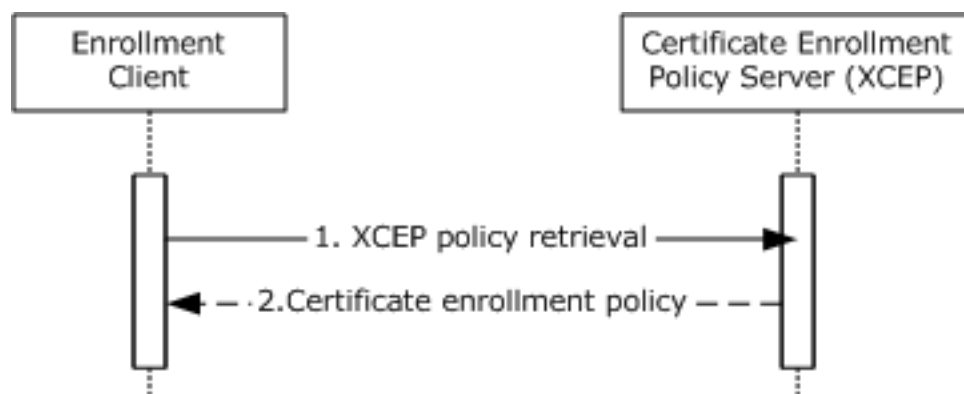 Enrollment
Client
Certificate Enrollment
Policy Server (XCEP)
1. XCEP policy retrieval
2.Certificate enrollment policy